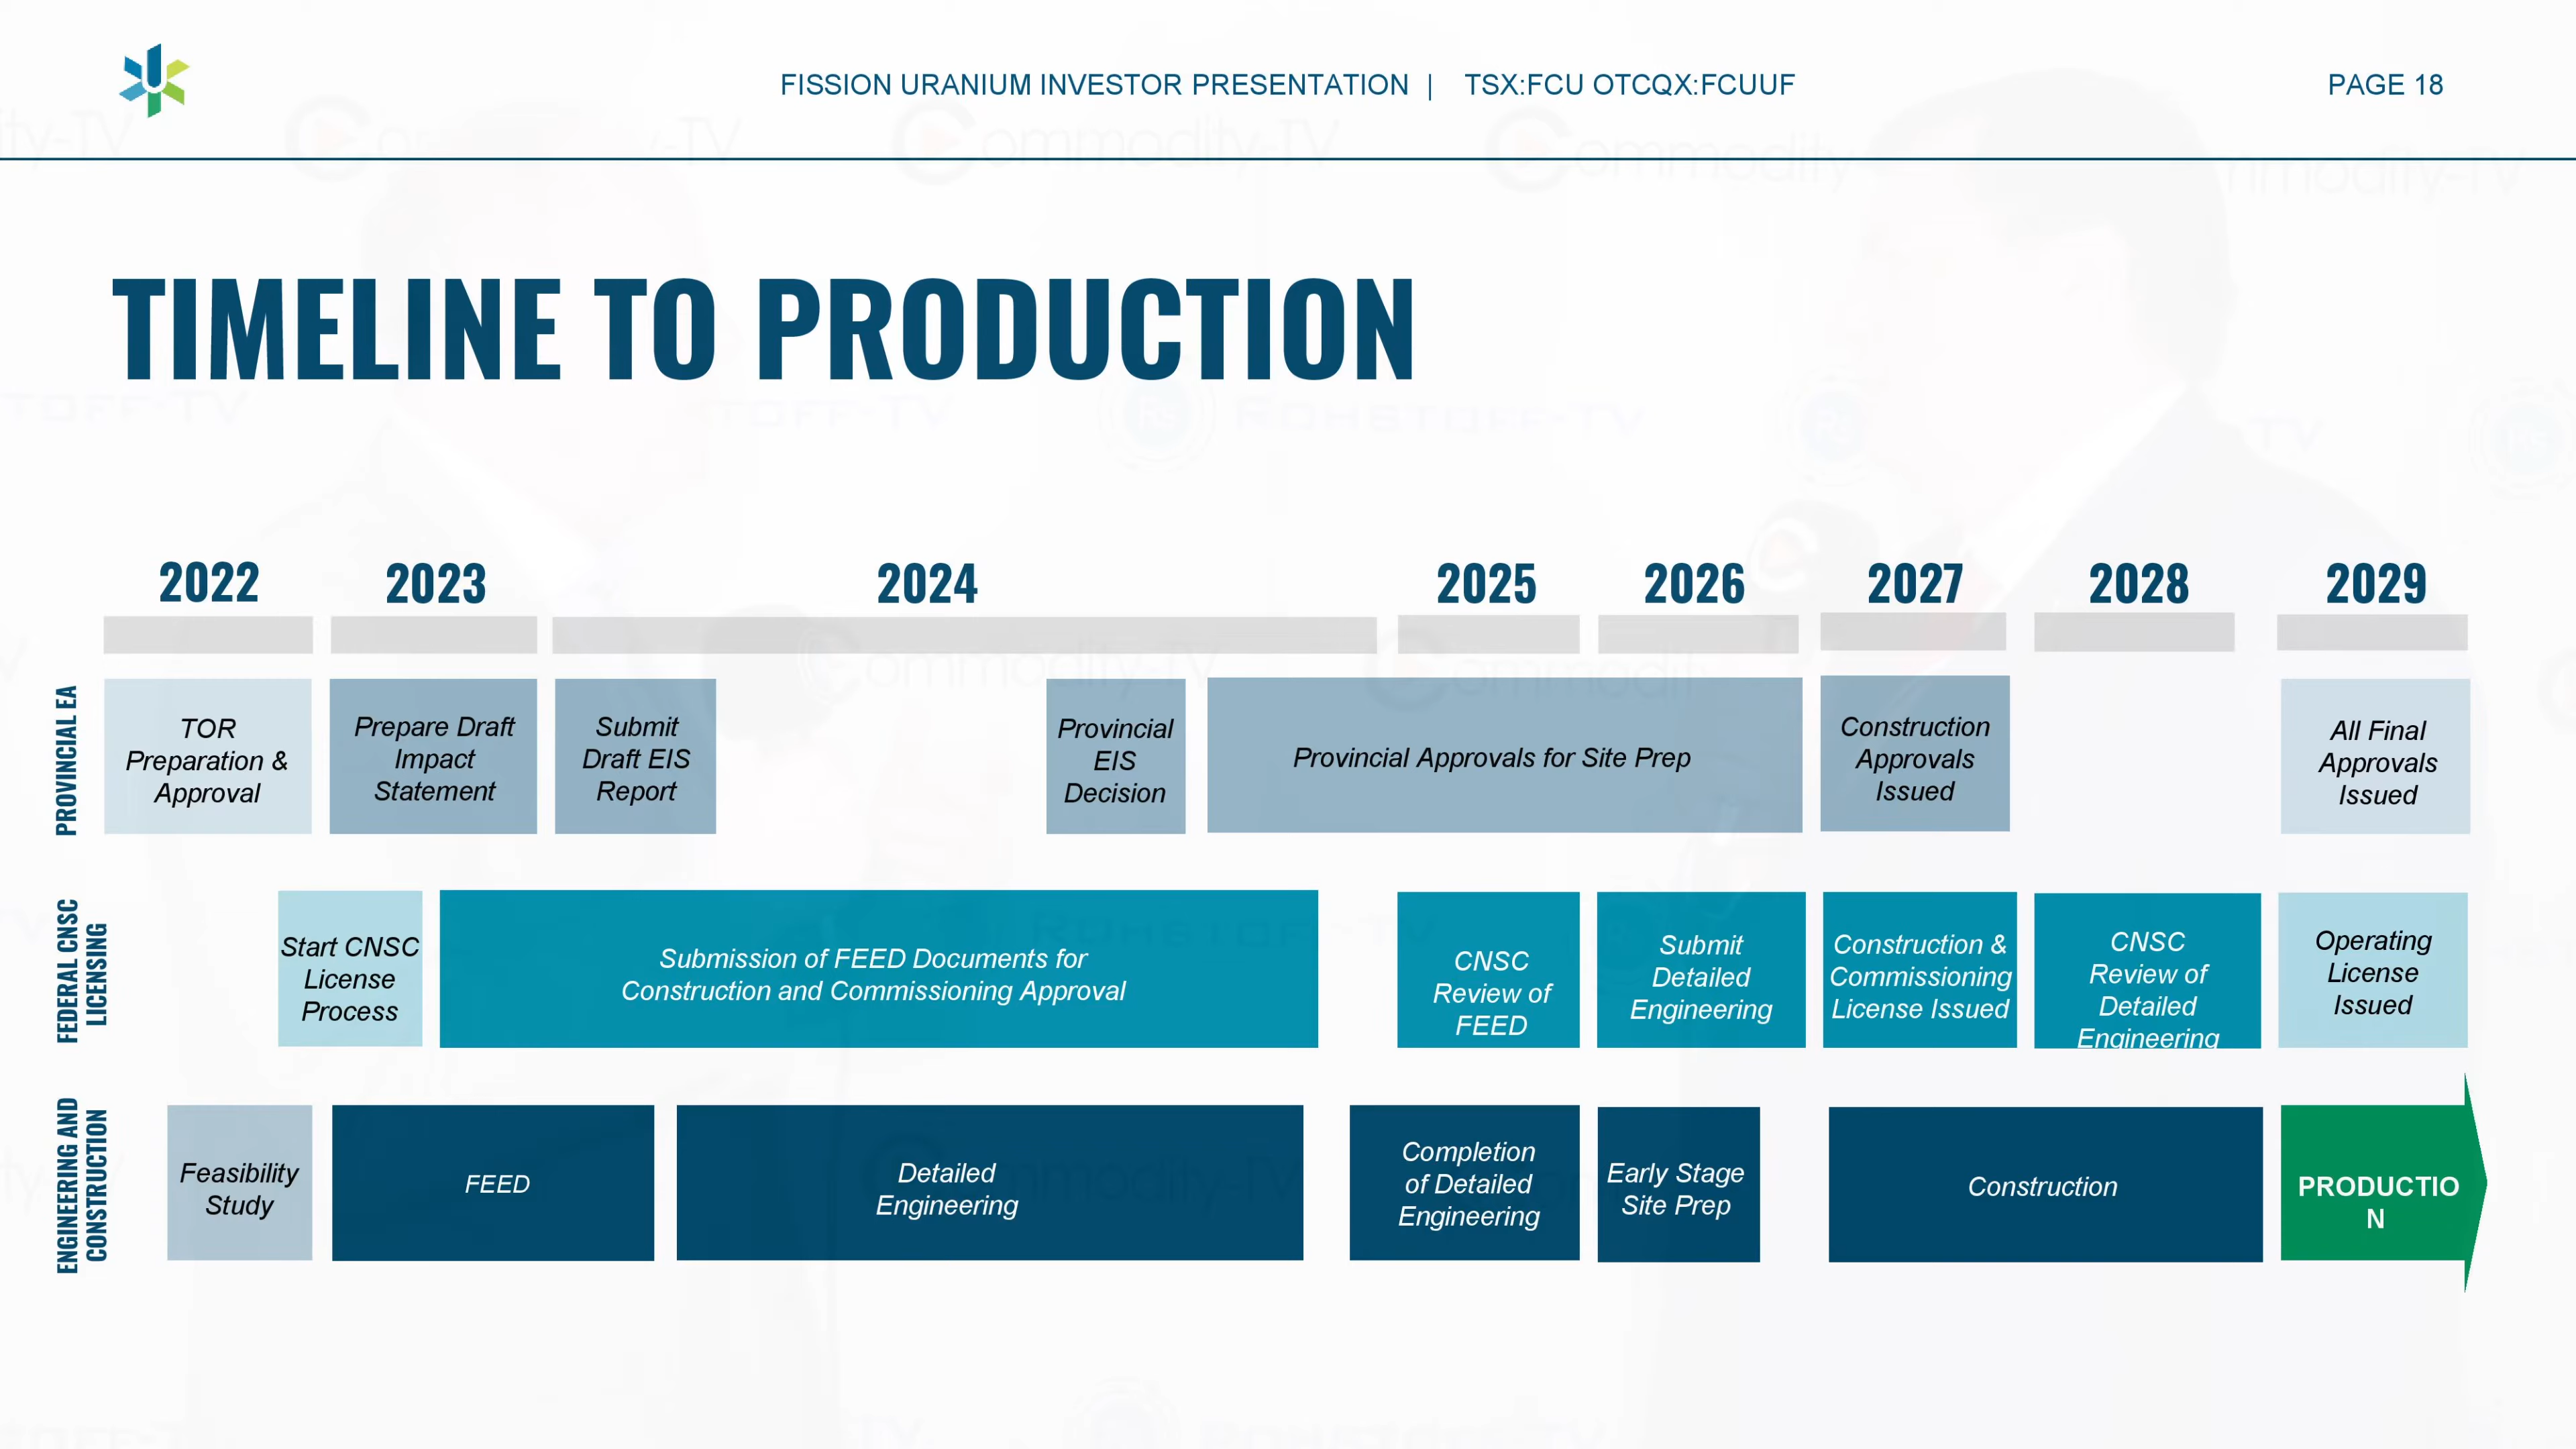 FISSION URANIUM INVESTOR PRESENTATION | TSX:FCU OTCQX:FCUUF
PAGE 18
TIMELINE TO PRODUCTION
2022
2023
2024
2025
2026
2027
2028
2029
PROVINCIAL EA
TOR
Preparation &
Approval
Prepare Draft
Impact
Statement
Submit
Draft EIS
Report
Provincial
EIS
Decision
Provincial Approvals for Site Prep
Construction
Approvals
Issued
All Final
Approvals
Issued
FEDERAL CNSC
LICENSING
Start CNSC
License
Process
Submission of FEED Documents for
Construction and Commissioning Approval
CNSC
Review of
FEED
Submit
Detailed
Engineering
Construction &
Commissioning
License Issued
CNSC
Review of
Detailed
Engineering
Operating
License
Issued
ENGINEERING AND
CONSTRUCTION
Feasibility
Study
FEED
Detailed
Engineering
Completion
of Detailed
Engineering
Early Stage
Site Prep
Construction
PRODUCTIO
N